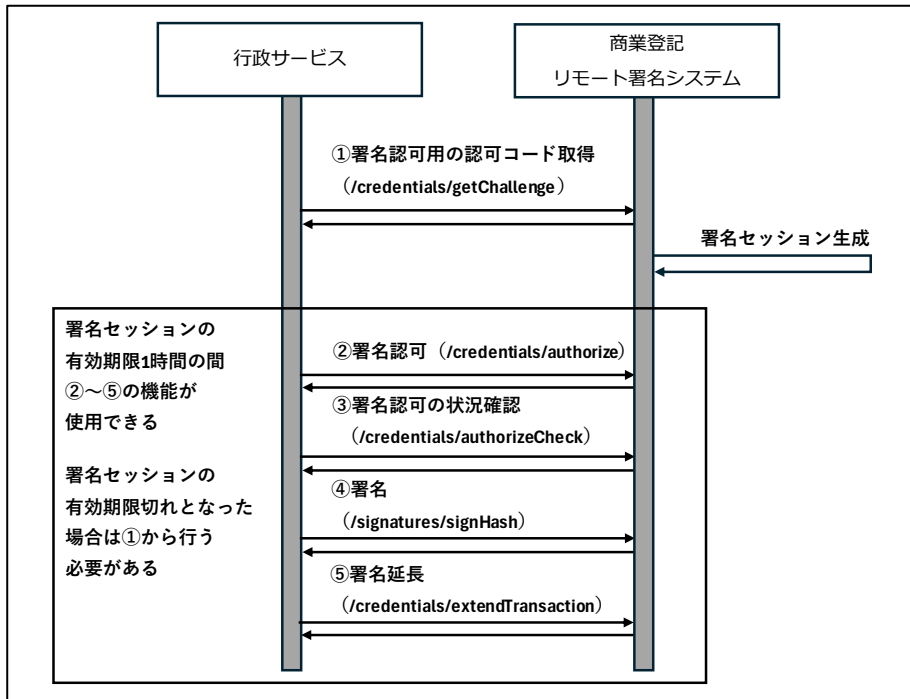 行政サービス
商業登記
リモート署名システム
①署名認可用の認可コード取得
（/credentials/getChallenge）
署名セッション生成
署名セッションの
有効期限1時間の間
②～⑤の機能が
使用できる
②署名認可（/credentials/authorize）
③署名認可の状況確認
（/credentials/authorizeCheck）
署名セッションの
有効期限切れとなった
場合は①から行う
必要がある
④署名
（/signatures/signHash）
⑤署名延長
（/credentials/extendTransaction）